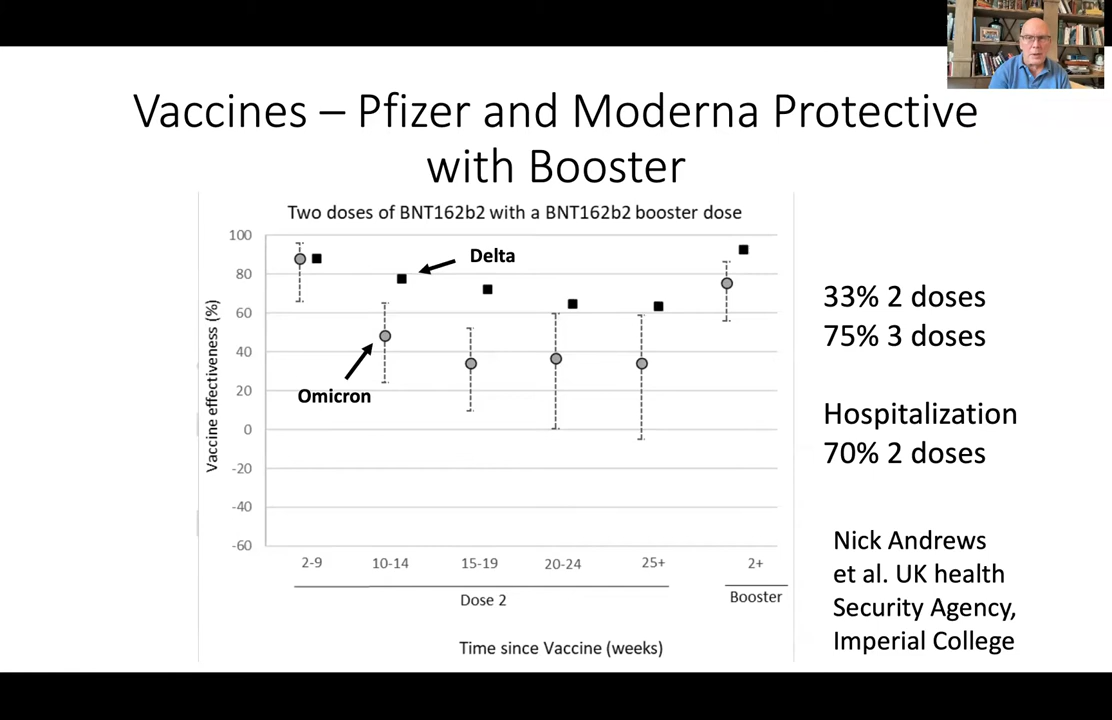 Vaccines – Pfizer and Moderna Protective
with Booster
Two doses of BNT162b2 with a BNT162b2 booster dose
Vaccine effectiveness (%)
100
80
60
40
20
0
-20
-40
-60
Delta
Omicron
2-9 10-14 15-19 20-24 25+ 2+
Dose 2 Booster
Time since Vaccine (weeks)
33% 2 doses
75% 3 doses
Hospitalization
70% 2 doses
Nick Andrews
et al. UK health
Security Agency,
Imperial College